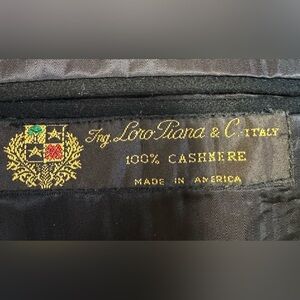 Ing. Loro Piana & C. - ITALY
100% CASHMERE
MADE IN AMERICA